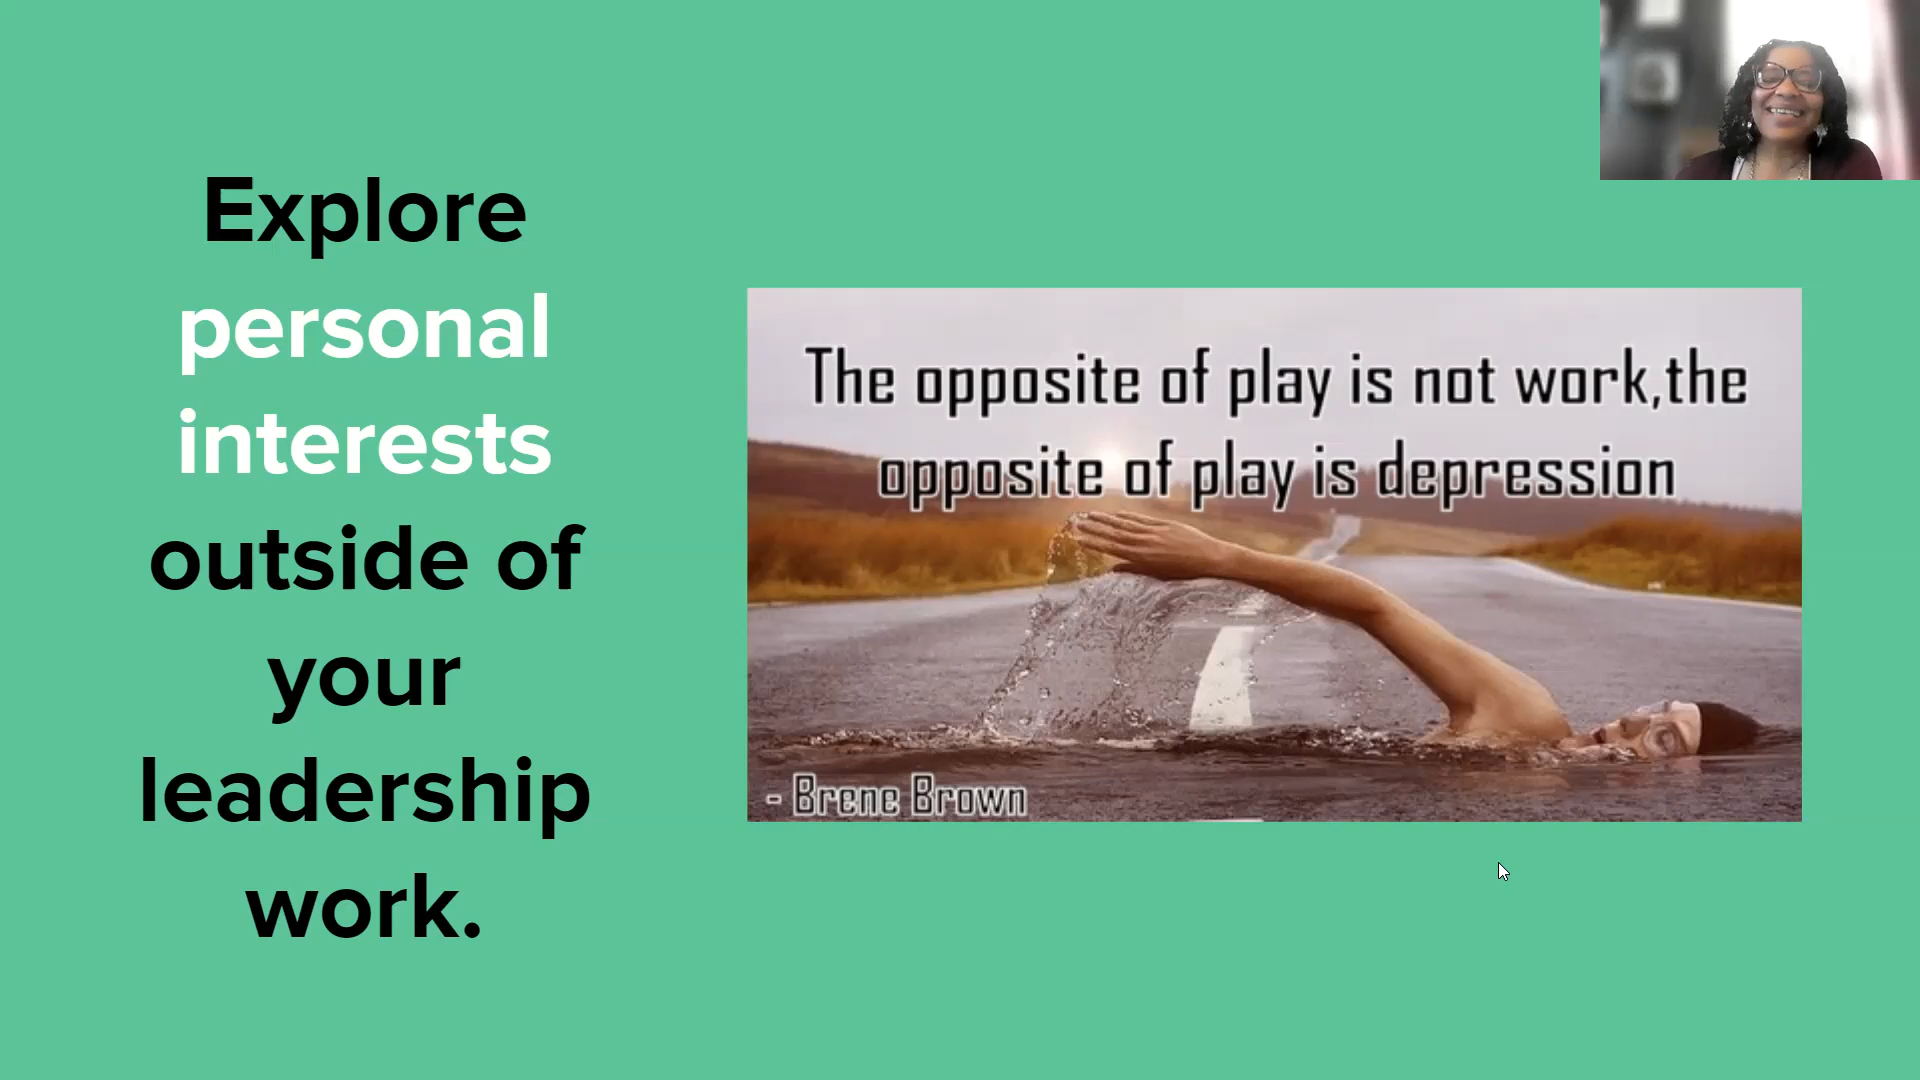 Explore
personal
interests
outside of
your
leadership
work.
The opposite of play is not work,the
opposite of play is depression
- Brene Brown